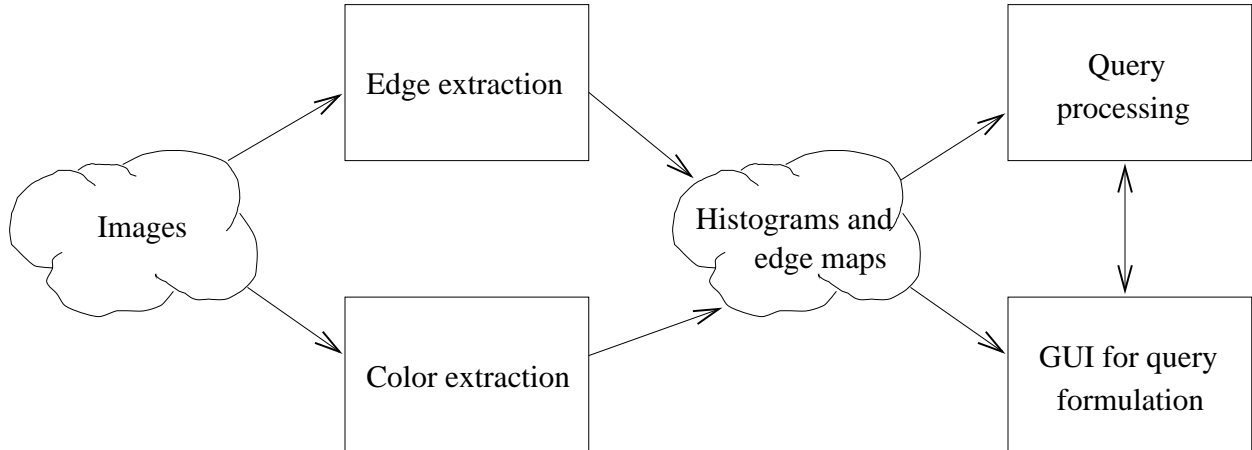 Images
Edge extraction
Color extraction
Histograms and
edge maps
Query
processing
GUI for query
formulation